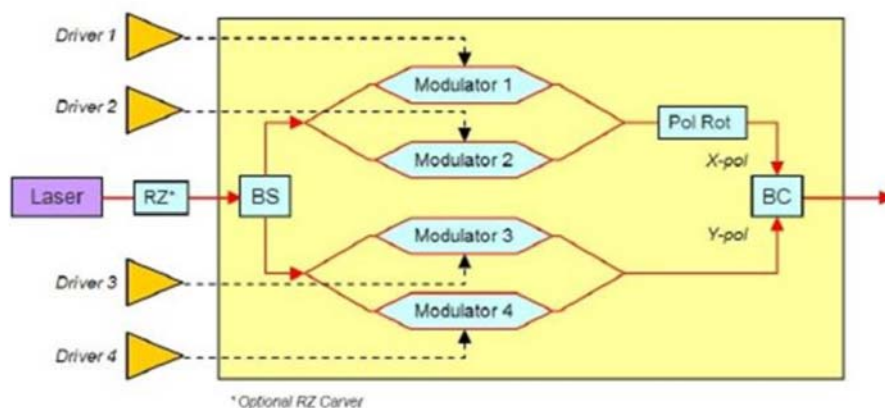 Driver 1
Modulator 1
Driver 2
Pol Rot
Modulator 2
X-pol
Laser
RZ*
BS
BC
Modulator 3
Y-pol
Driver 3
Modulator 4
Driver 4
* Optional RZ Carver